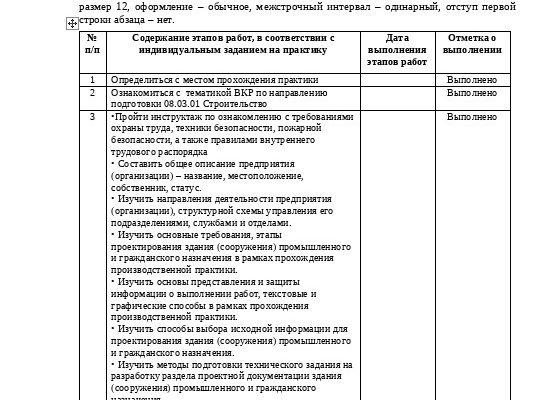 размер 12, оформление – обычное, межстрочный интервал – одинарный, отступ первой
строки абзаца – нет.
№ п/п Содержание этапов работ, в соответствии с индивидуальным заданием на практику Дата выполнения этапов работ Отметка о выполнении
1 Определиться с местом прохождения практики Выполнено
2 Ознакомиться с тематикой ВКР по направлению Выполнено
подготовки 08.03.01 Строительство
3 •Пройти инструктаж по ознакомлению с требованиями Выполнено
охраны труда, техники безопасности, пожарной
безопасности, а также правилами внутреннего
трудового распорядка
• Составить общее описание предприятия
(организации) – название, местоположение,
собственник, статус.
• Изучить направления деятельности предприятия
(организации), структурной схемы управления его
подразделениями, службами и отделами.
• Изучить основные требования, этапы
проектирования здания (сооружения) промышленного
и гражданского назначения в рамках прохождения
производственной практики.
• Изучить основы представления и защиты
информации о выполнении работ, текстовые и
графические способы в рамках прохождения
производственной практики.
• Изучить способы выбора исходной информации для
проектирования здания (сооружения) промышленного
и гражданского назначения.
• Изучить методы подготовки технического задания на
разработку раздела проектной документации здания
(сооружения) промышленного и гражданского